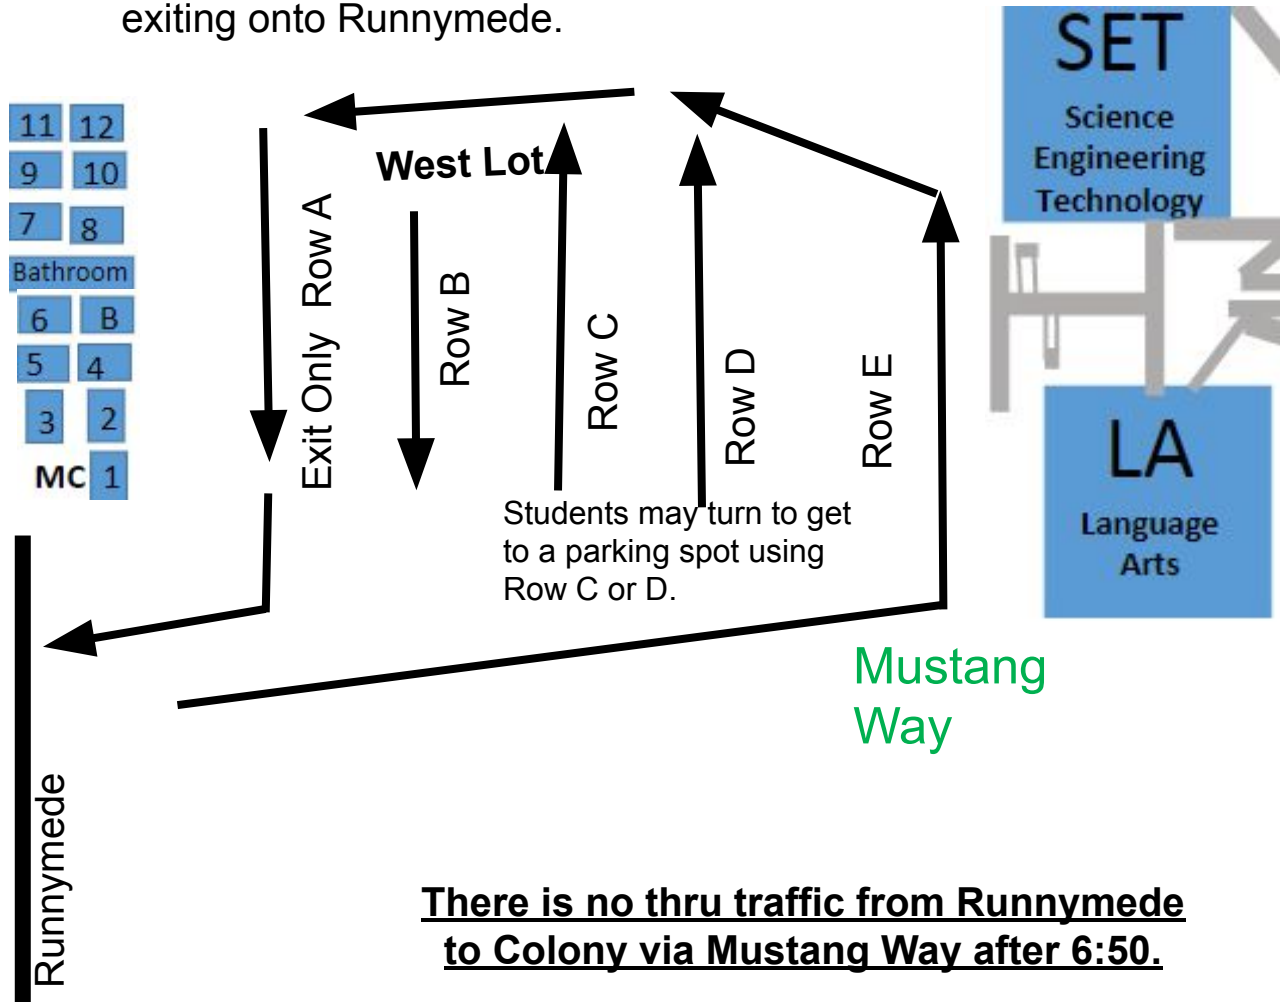 exiting onto Runnymede.
SET
Science
Engineering
Technology
11 12
9 10
7 8
Bathroom
6 B
5 4
3 2
MC 1
West Lot
Exit Only Row A
Row B
Row C
Row D
Row E
LA
Language
Arts
Students may turn to get
to a parking spot using
Row C or D.
Mustang
Way
Runnymede
There is no thru traffic from Runnymede
to Colony via Mustang Way after 6:50.